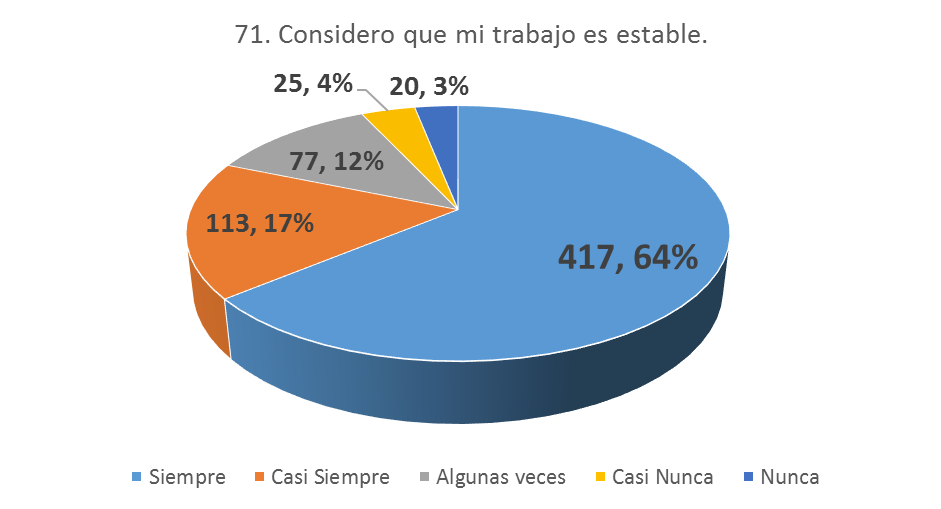 71. Considero que mi trabajo es estable.
25, 4%
20, 3%
77, 12%
113, 17%
417, 64%
Siempre
Casi Siempre
Algunas veces
Casi Nunca
Nunca